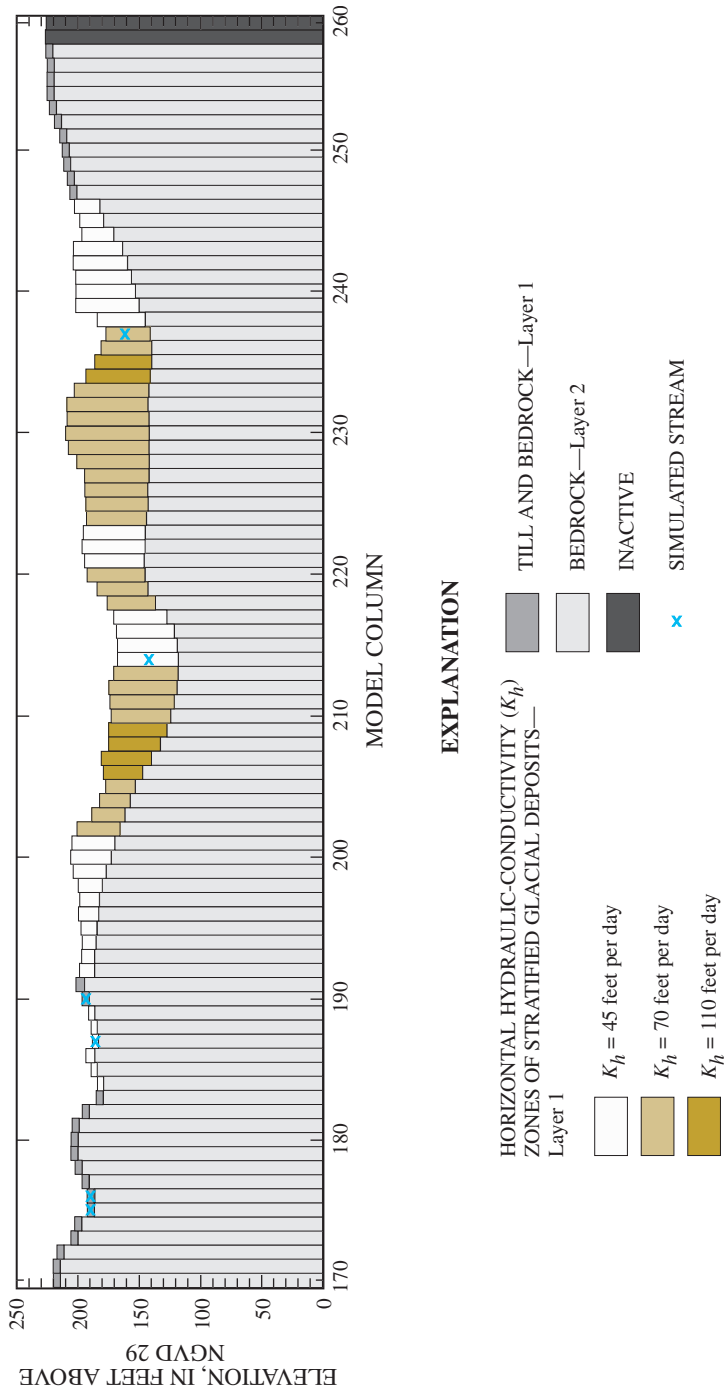 ELEVATION, IN FEET ABOVE
NGVD 29
250
200
150
100
50
0
170
180
190
200
210
220
230
240
250
260
MODEL COLUMN
EXPLANATION
HORIZONTAL HYDRAULIC-CONDUCTIVITY (Kh)
ZONES OF STRATIFIED GLACIAL DEPOSITS—
Layer 1
Kh = 45 feet per day
Kh = 70 feet per day
Kh = 110 feet per day
TILL AND BEDROCK—Layer 1
BEDROCK—Layer 2
INACTIVE
x SIMULATED STREAM